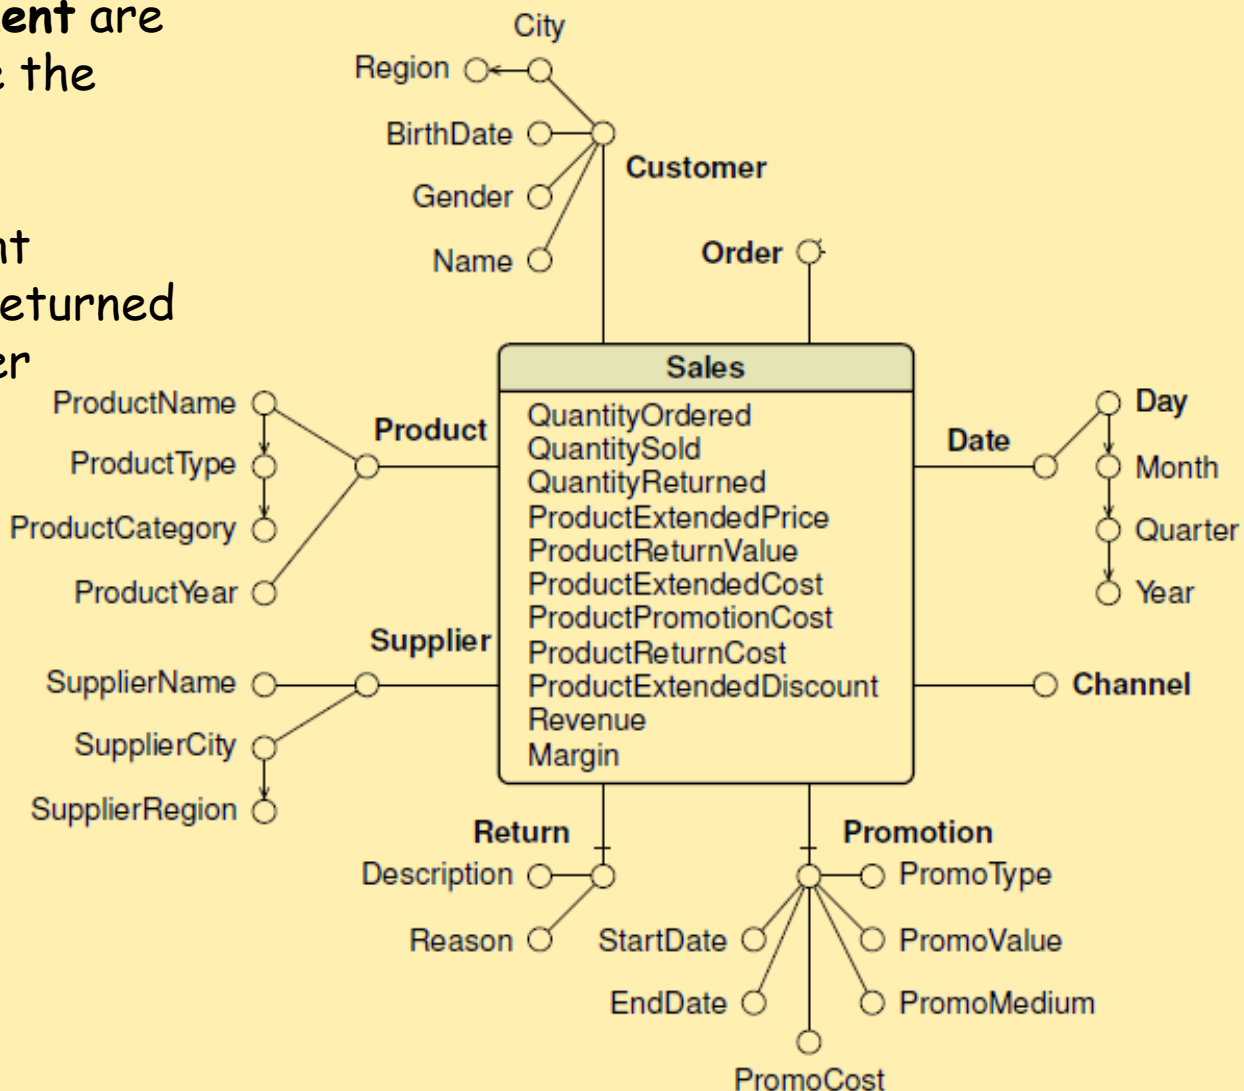 ent are
e the
nt
eturned
er
City
Region
BirthDate
Customer
Gender
Name
Order
Sales
QuantityOrdered
QuantitySold
QuantityReturned
ProductExtendedPrice
ProductReturnValue
ProductExtendedCost
ProductPromotionCost
ProductReturnCost
ProductExtendedDiscount
Revenue
Margin
ProductName
Product
ProductType
ProductCategory
ProductYear
Supplier
SupplierName
SupplierCity
SupplierRegion
Day
Date
Month
Quarter
Year
Channel
Return
Description
Reason
Promotion
PromoType
StartDate
PromoValue
EndDate
PromoMedium
PromoCost